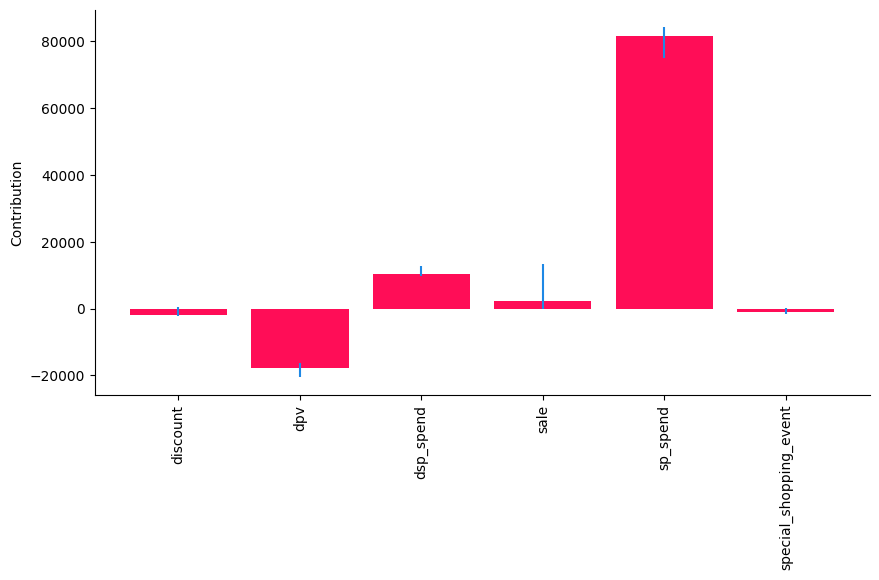 80000
60000
40000
20000
0
−20000
Contribution
discount
dpv
dsp_spend
sale
sp_spend
special_shopping_event